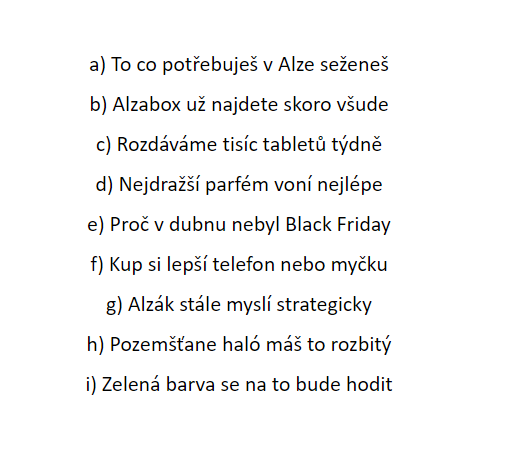 a) To co potřebuješ v Alze seženeš
b) Alzabox už najdete skoro všude
c) Rozdáváme tisíc tabletů týdně
d) Nejdražší parfém voní nejlépe
e) Proč v dubnu nebyl Black Friday
f) Kup si lepší telefon nebo myčku
g) Alzák stále myslí strategicky
h) Pozemšťane haló máš to rozbitý
i) Zelená barva se na to bude hodit